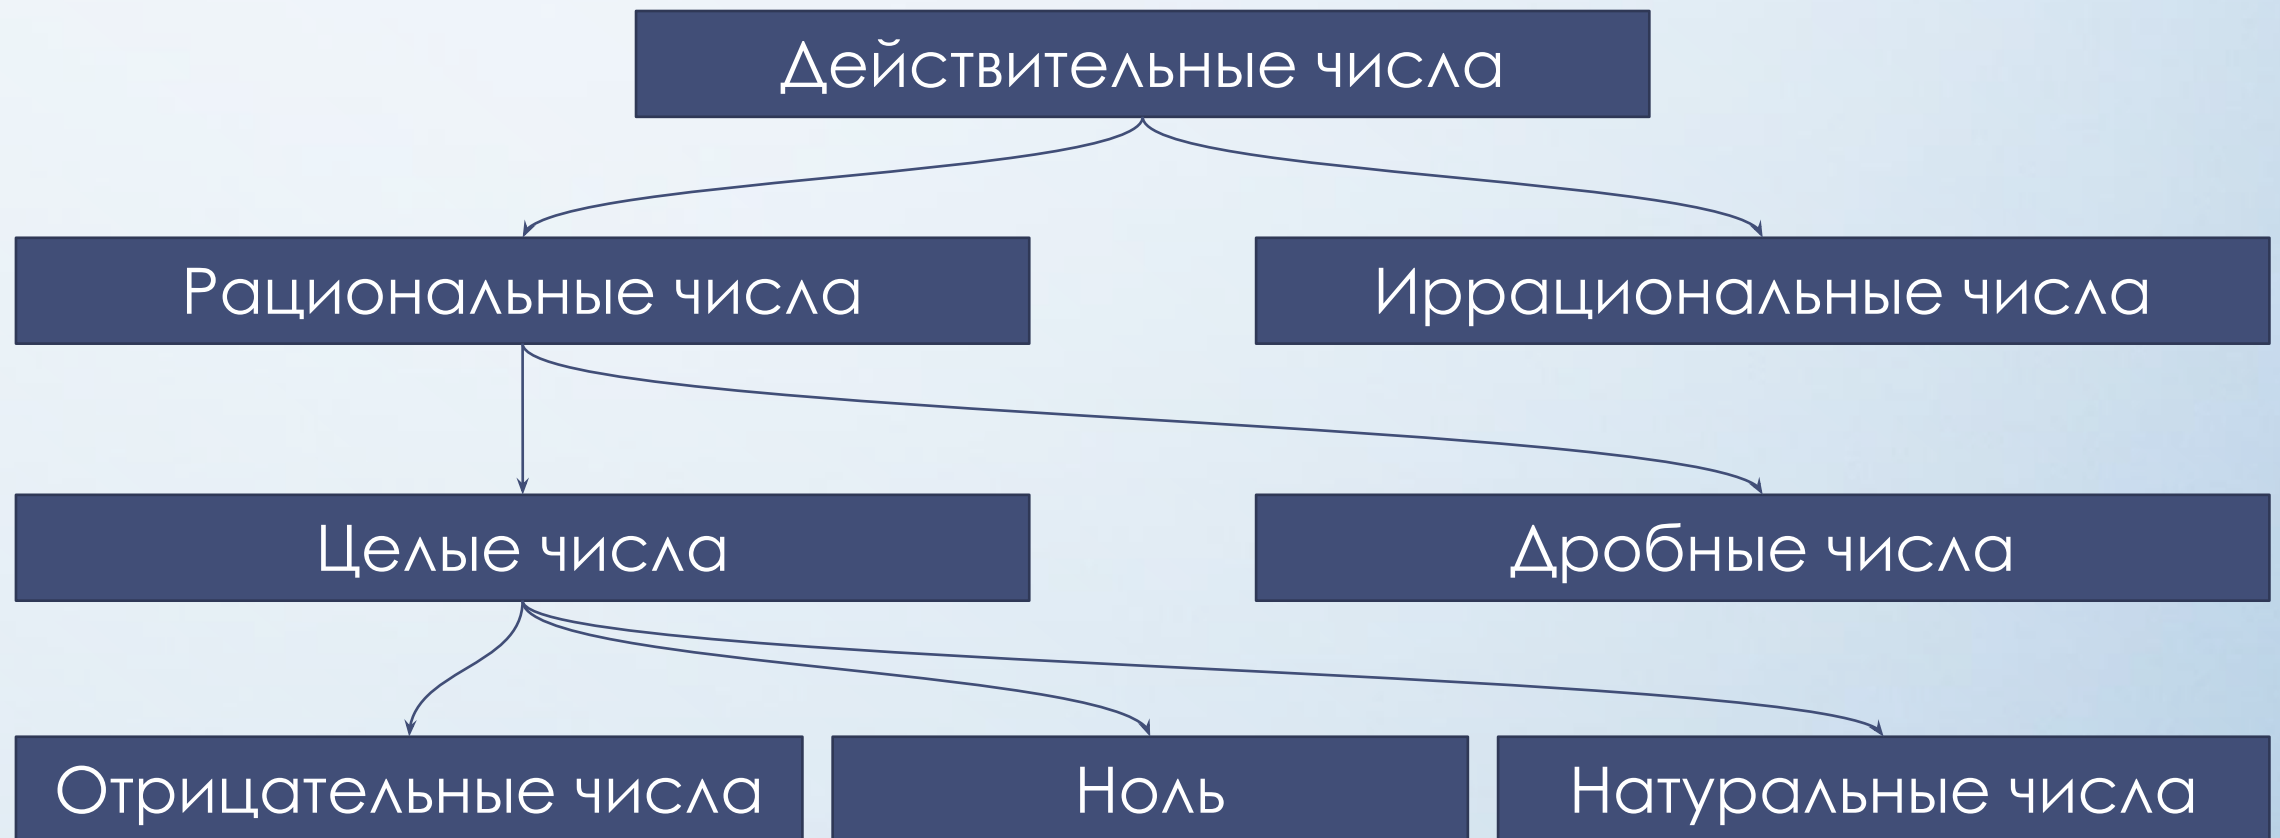 Действительные числа
Рациональные числа
Иррациональные числа
Целые числа
Дробные числа
Отрицательные числа
Ноль
Натуральные числа